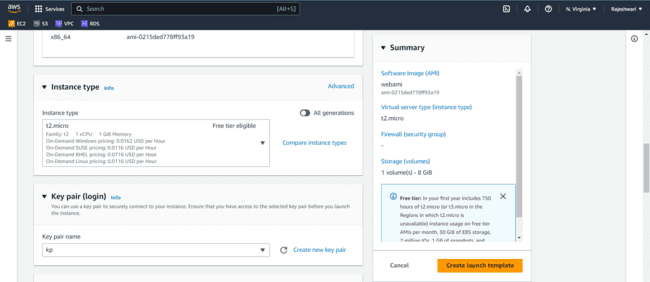 aws
Services
Search
[Alt+S]
N. Virginia
Rajeshwari
EC2
S3
VPC
RDS
x86_64
ami-0215ded778ff93a19
Instance type
Info
Advanced
Instance type
t2.micro
Free tier eligible
Family: t2 1 vCPU 1 GiB Memory
On-Demand Windows pricing: 0.0162 USD per Hour
On-Demand SUSE pricing: 0.0116 USD per Hour
On-Demand RHEL pricing: 0.0716 USD per Hour
On-Demand Linux pricing: 0.0116 USD per Hour
All generations
Compare instance types
Key pair (login)
Info
You can use a key pair to securely connect to your instance. Ensure that you have access to the selected key pair before you launch
the instance.
Key pair name
kp
Create new key pair
Summary
Software Image (AMI)
webami
ami-0215ded778ff93a19
Virtual server type (instance type)
t2.micro
Firewall (security group)
-
Storage (volumes)
1 volume(s) - 8 GiB
Free tier: In your first year includes 750
hours of t2.micro (or t3.micro in the
Regions in which t2.micro is
unavailable) instance usage on free tier
AMIs per month, 30 GiB of EBS storage,
2 million IOs, 1 GB of snapshots, and
Cancel
Create launch template